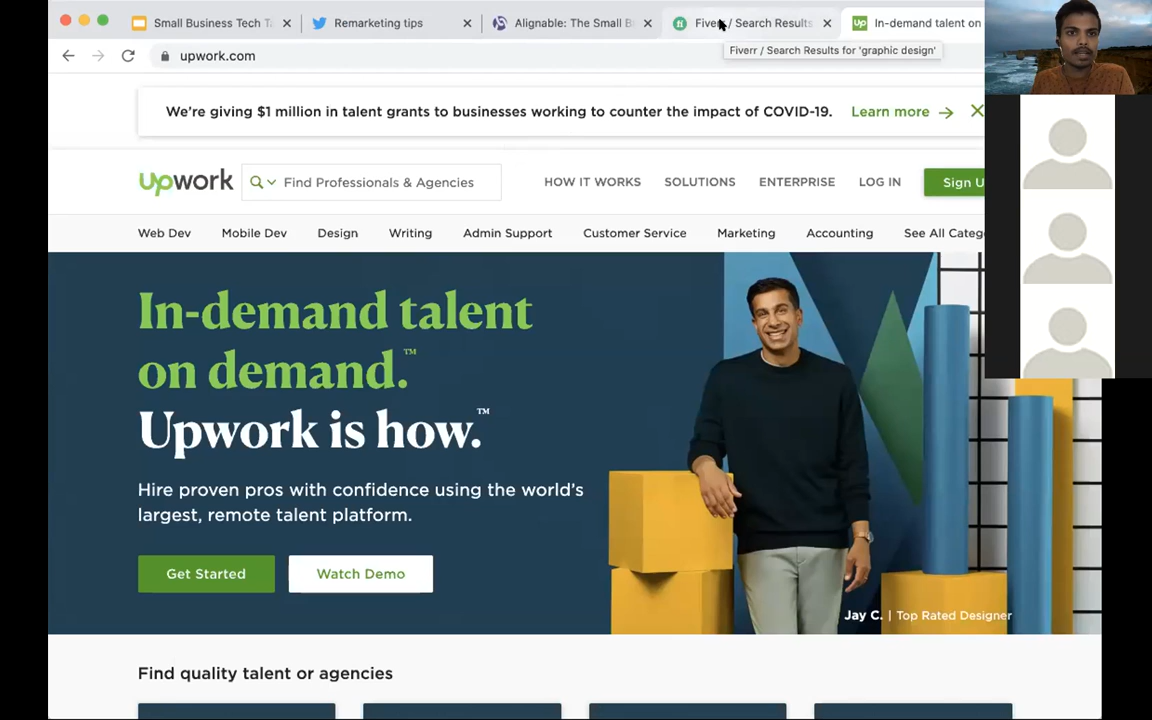 Small Business Tech T
Remarketing tips
Alignable: The Small B
Fiverr / Search Results
In-demand talent on
upwork.com
Fiverr / Search Results for 'graphic design'
We're giving $1 million in talent grants to businesses working to counter the impact of COVID-19. Learn more
upwork
Find Professionals & Agencies
HOW IT WORKS
SOLUTIONS
ENTERPRISE
LOG IN
Sign U
Web Dev
Mobile Dev
Design
Writing
Admin Support
Customer Service
Marketing
Accounting
See All Categ
In-demand talent
on demand.™
Upwork is how.™
Hire proven pros with confidence using the world's
largest, remote talent platform.
Get Started
Watch Demo
Jay C. | Top Rated Designer
Find quality talent or agencies